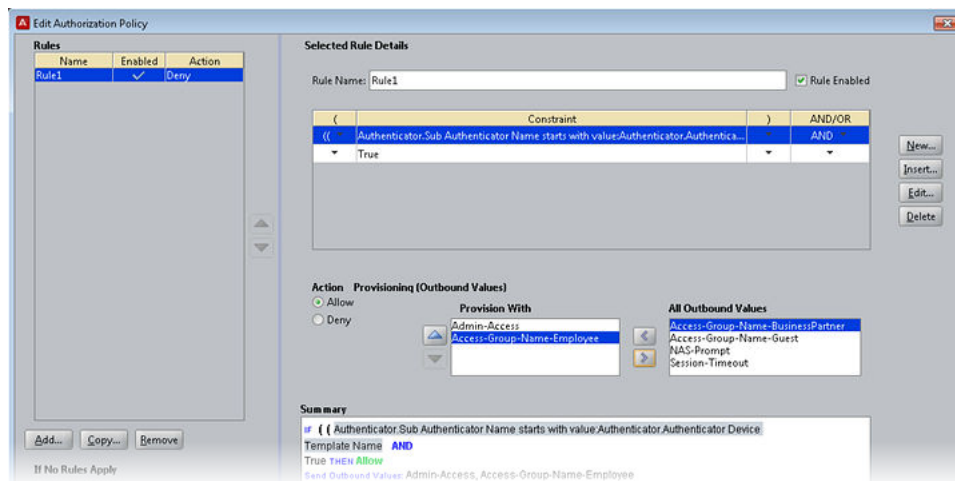 A Edit Authorization Policy
Rules
Name Enabled Action
Rule1 Deny
Selected Rule Details
Rule Name: Rule1
Rule Enabled
( Constraint ) AND/OR
(( Authenticator.Sub Authenticator Name starts with value:Authenticator.Authentica... AND
True
New...
Insert...
Edit...
Delete
Action Provisioning (Outbound Values)
Allow
Deny
Provision With
Admin-Access
Access-Group-Name-Employee
All Outbound Values
Access-Group-Name-BusinessPartner
Access-Group-Name-Guest
NAS-Prompt
Session-Timeout
Summary
IF ( ( Authenticator.Sub Authenticator Name starts with value:Authenticator.Authenticator Device
Template Name AND
True THEN Allow
Send Outbound Values: Admin-Access, Access-Group-Name-Employee
Add... Copy... Remove
If No Rules Apply